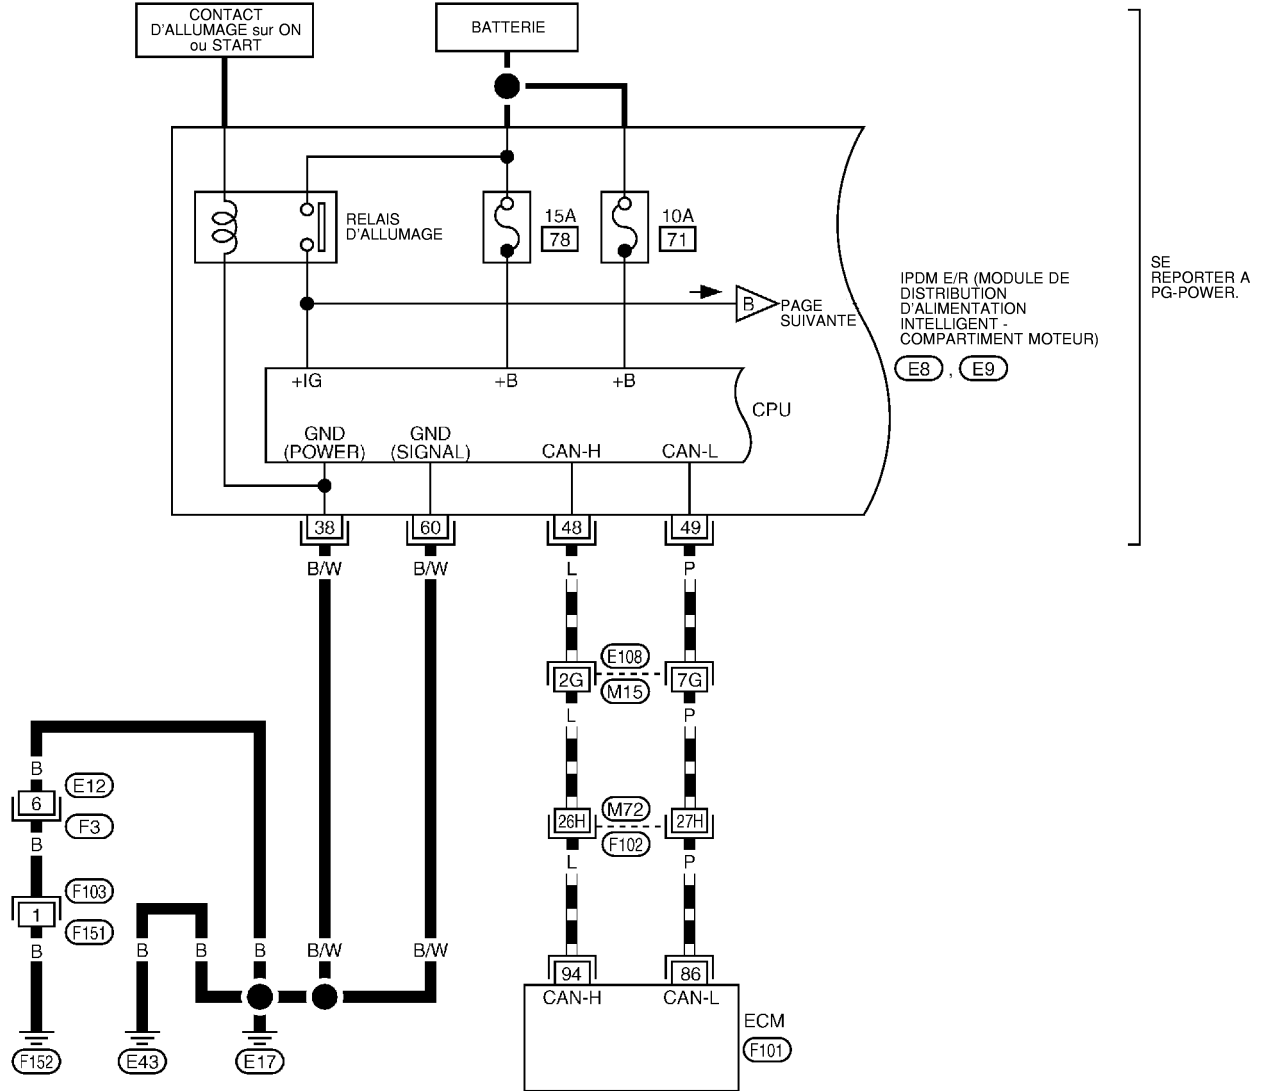 CONTACT
D'ALLUMAGE sur ON
ou START
BATTERIE
RELAIS
D'ALLUMAGE
15A
78
10A
71
B
PAGE
SUIVANTE
IPDM E/R (MODULE DE
DISTRIBUTION
D'ALIMENTATION
INTELLIGENT -
COMPARTIMENT MOTEUR)
E8 , E9
SE
REPORTER A
PG-POWER.
+IG +B +B
CPU
GND
(POWER)
GND
(SIGNAL)
CAN-H
CAN-L
38 60 48 49
B/W B/W L P
E108
2G 7G
M15
L P
B
E12
6
F3
M72
26H 27H
F102
B
L P
F103
1
F151
B B B B B/W B/W
94 86
CAN-H CAN-L
ECM
F101
F152 E43 E17